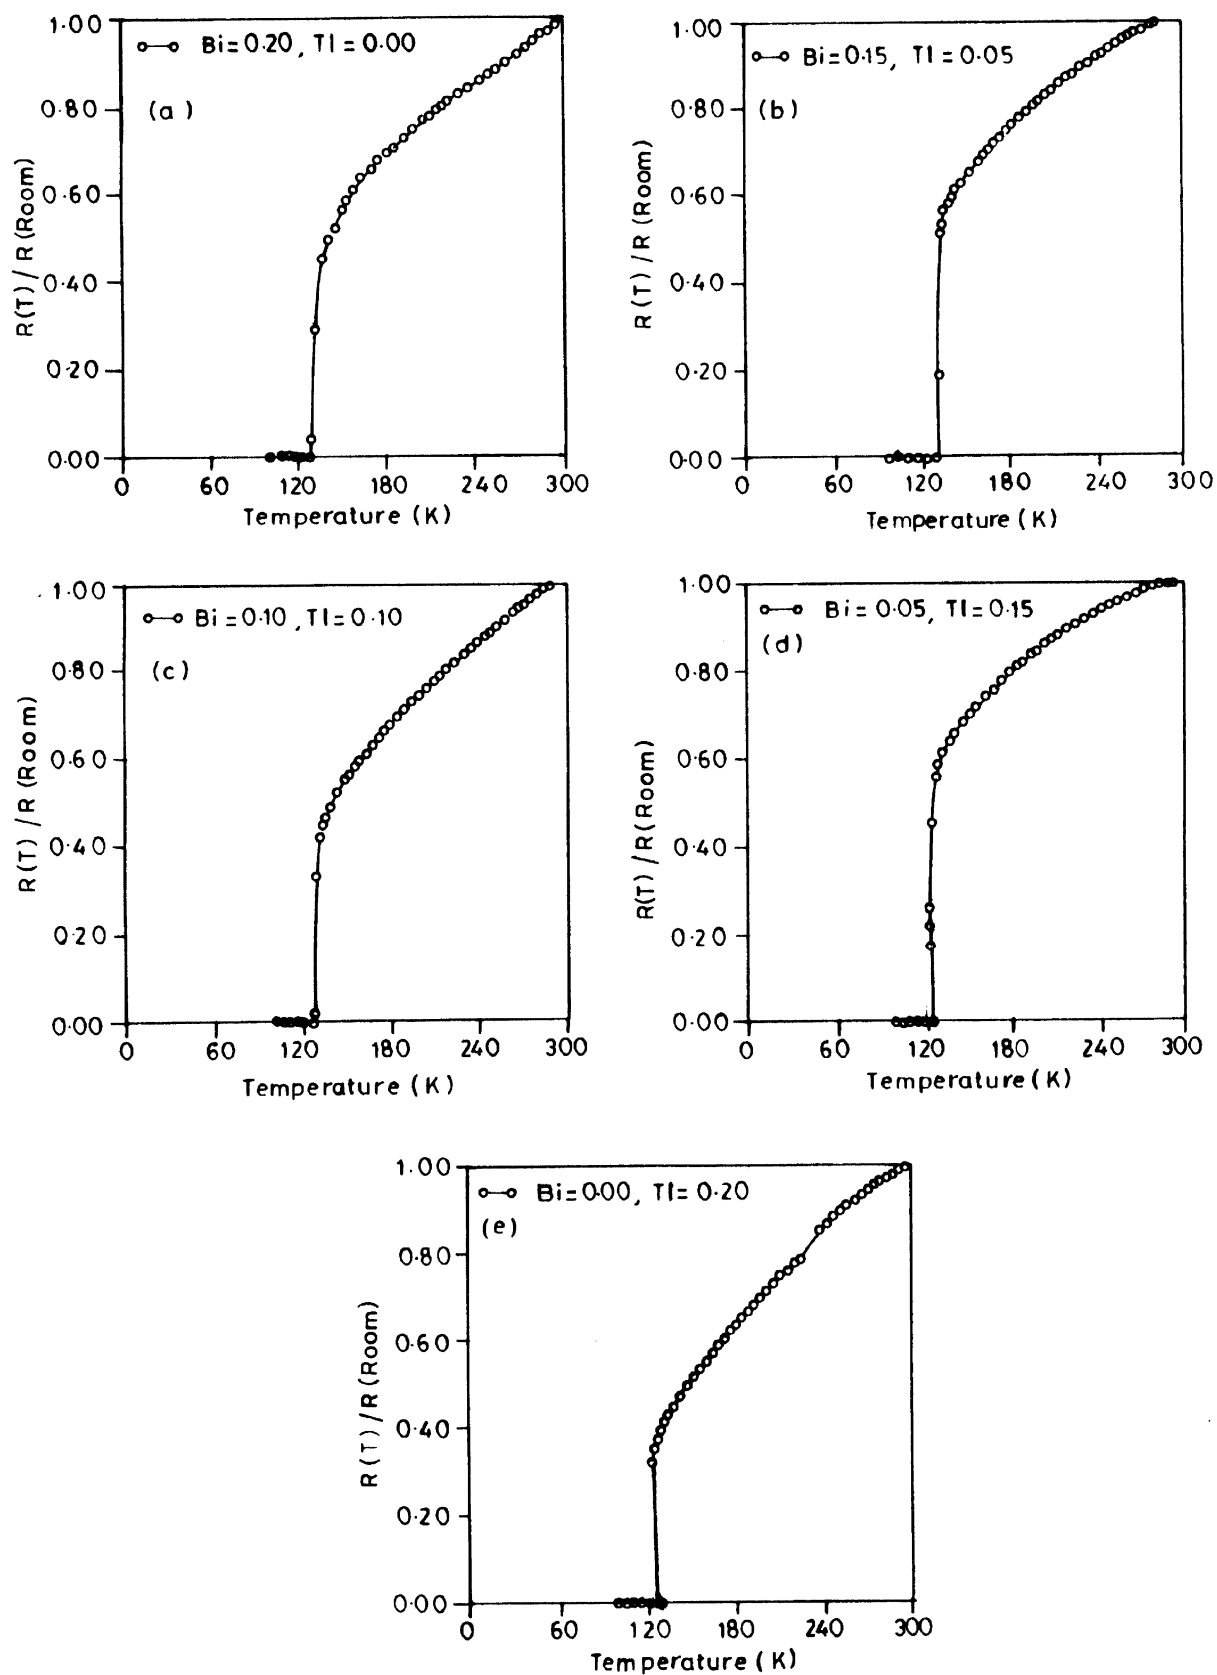 1.00
Bi=0.20, Tl=0.00
0.80
(a)
0.60
0.40
0.20
0.00
0 60 120 180 240 300
Temperature (K)
R(T)/R(Room)
1.00
Bi=0.15, Tl=0.05
0.80
(b)
0.60
0.40
0.20
0.00
0 60 120 180 240 300
Temperature (K)
R(T)/R(Room)
1.00
Bi=0.10, Tl=0.10
(c)
0.80
0.60
0.40
0.20
0.00
0 60 120 180 240 300
Temperature (K)
R(T)/R(Room)
1.00
Bi=0.05, Tl=0.15
(d)
0.80
0.60
0.40
0.20
0.00
0 60 120 180 240 300
Temperature (K)
R(T)/R(Room)
1.00
Bi=0.00, Tl=0.20
(e)
0.80
0.60
0.40
0.20
0.00
0 60 120 180 240 300
Temperature (K)
R(T)/R(Room)